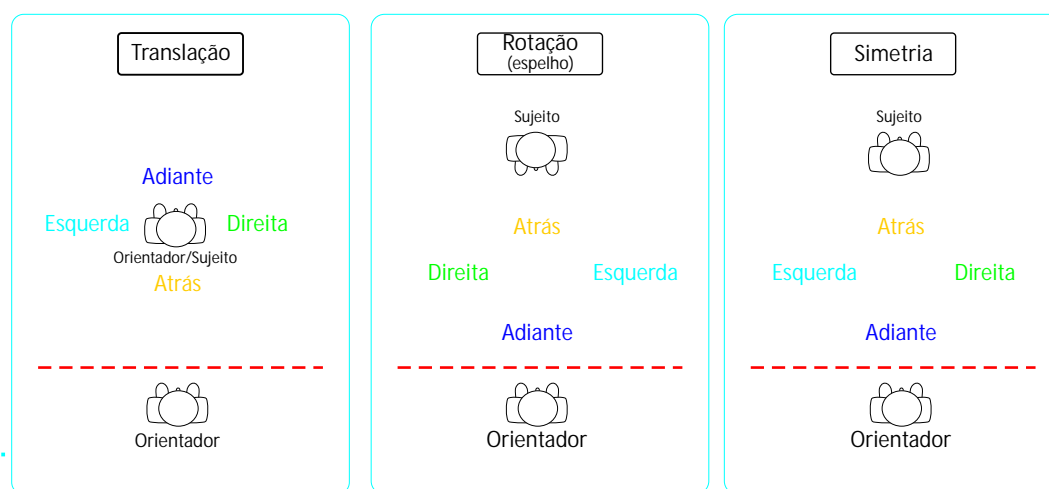 Translação
Adiante
Esquerda
Direita
Orientador/Sujeito
Atrás
Orientador
Rotação
(espelho)
Sujeito
Atrás
Direita
Esquerda
Adiante
Orientador
Simetria
Sujeito
Atrás
Esquerda
Direita
Adiante
Orientador